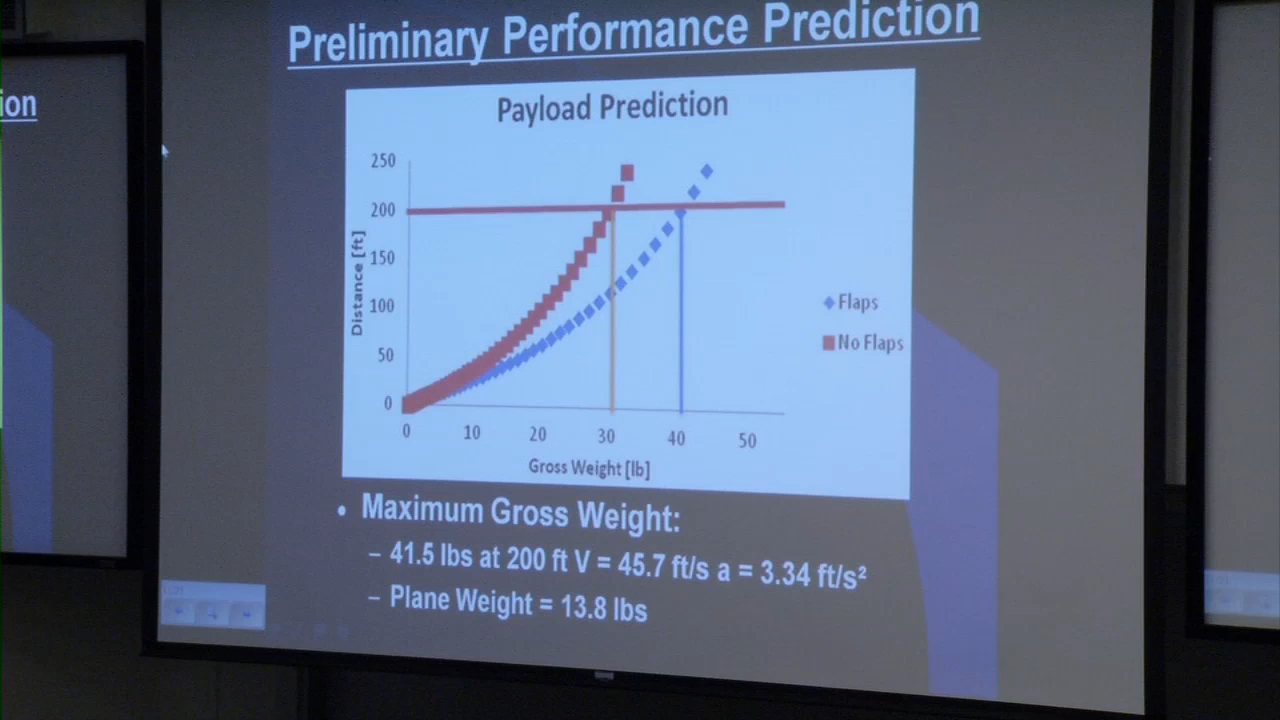 Preliminary Performance Prediction
ion
Payload Prediction
250
200
150
100
50
0
Distance [ft]
0 10 20 30 40 50
Gross Weight [lb]
Flaps
No Flaps
• Maximum Gross Weight:
– 41.5 lbs at 200 ft V = 45.7 ft/s a = 3.34 ft/s²
– Plane Weight = 13.8 lbs